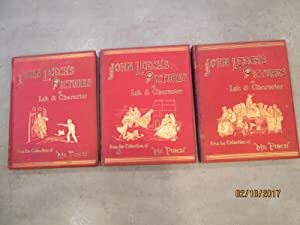 JOHN LEECH'S
PICTURES
of
Life & Character
From the Collection of "Mr Punch"
JOHN LEECH'S
PICTURES
of
Life & Character
From the Collection of "Mr Punch"
JOHN LEECH'S
PICTURES
of
Life & Character
From the Collection of "Mr Punch"
02/10/2017